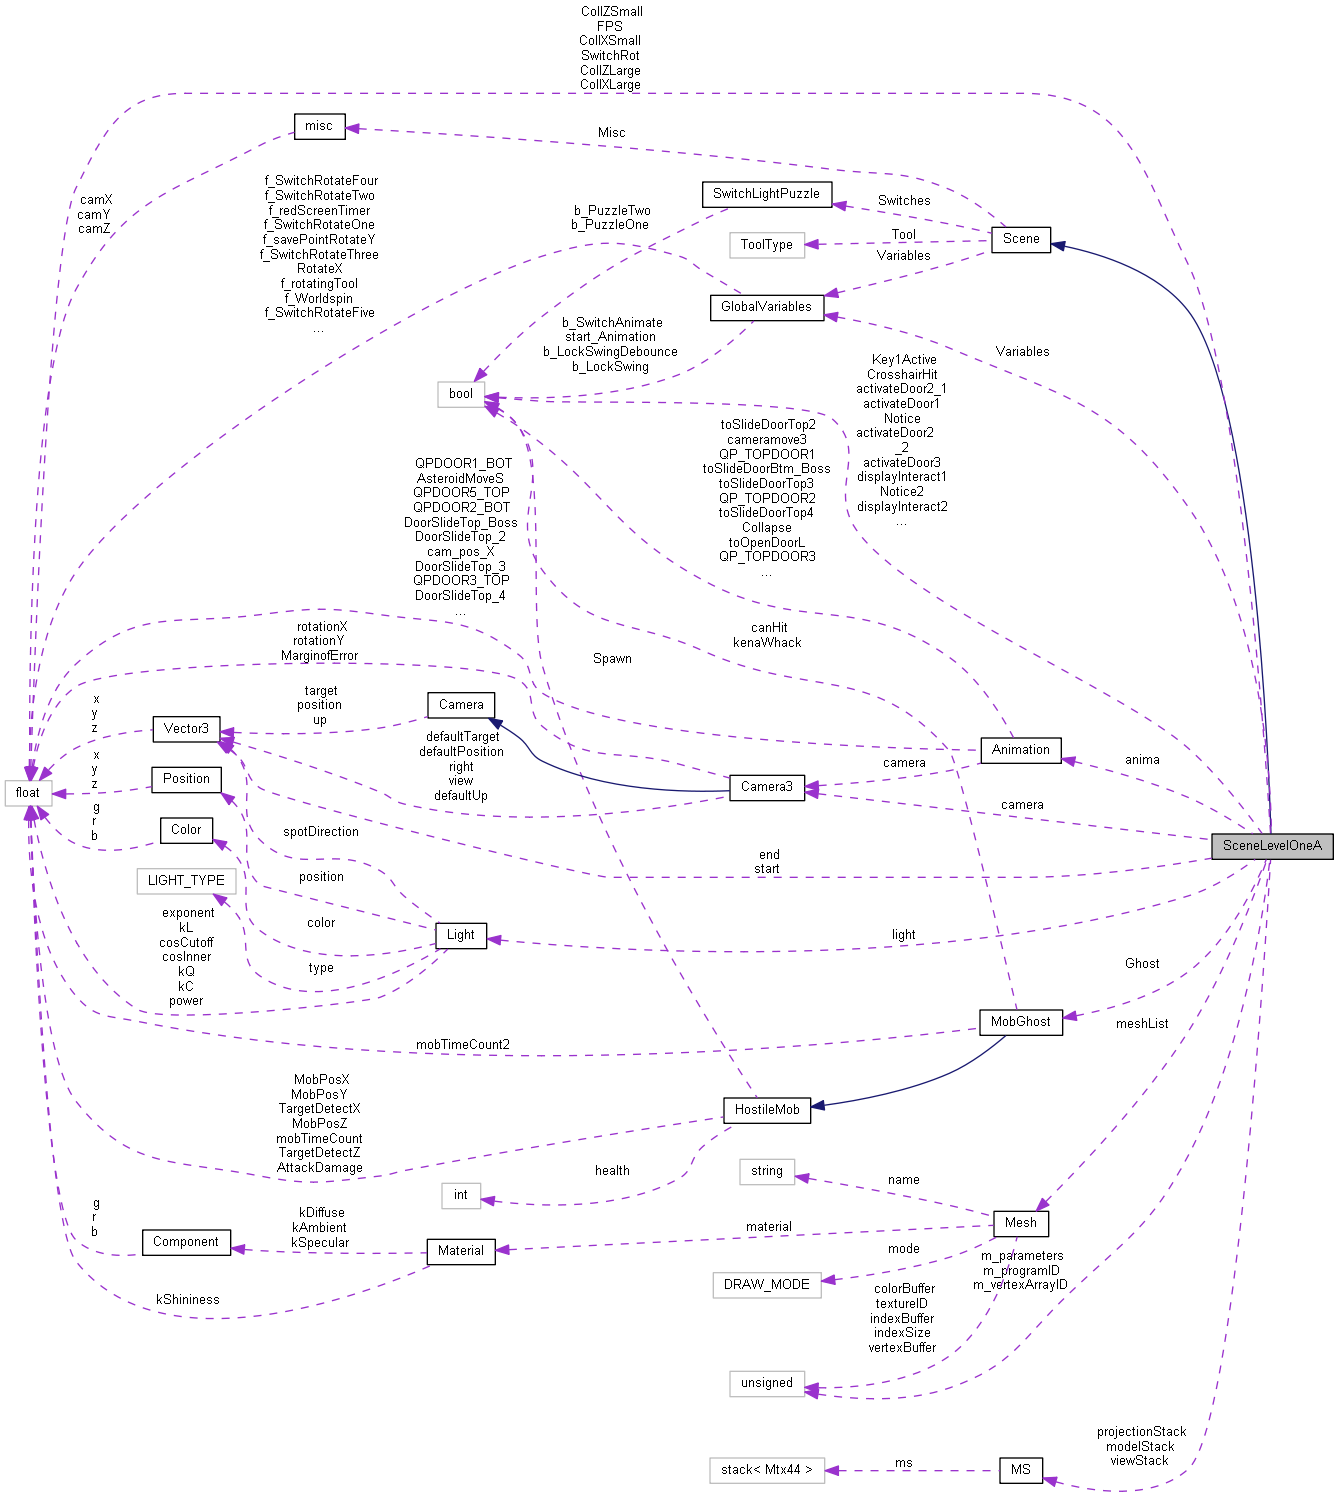 CollZSmall
FPS
CollXSmall
SwitchRot
CollZLarge
CollXLarge
misc
Misc
camX
camY
camZ
f_SwitchRotateFour
f_SwitchRotateTwo
f_redScreenTimer
f_SwitchRotateOne
f_savePointRotateY
f_SwitchRotateThree
RotateX
f_rotatingTool
f_Worldspin
f_SwitchRotateFive
...
b_PuzzleTwo
b_PuzzleOne
SwitchLightPuzzle
Switches
ToolType
Tool
Scene
Variables
GlobalVariables
b_SwitchAnimate
start_Animation
b_LockSwingDebounce
b_LockSwing
Variables
bool
Key1Active
CrosshairHit
activateDoor2_1
activateDoor1
Notice
activateDoor2
_2
activateDoor3
displayInteract1
Notice2
displayInteract2
...
toSlideDoorTop2
cameramove3
QP_TOPDOOR1
toSlideDoorBtm_Boss
toSlideDoorTop3
QP_TOPDOOR2
toSlideDoorTop4
Collapse
toOpenDoorL
QP_TOPDOOR3
...
QPDOOR1_BOT
AsteroidMoveS
QPDOOR5_TOP
QPDOOR2_BOT
DoorSlideTop_Boss
DoorSlideTop_2
cam_pos_X
DoorSlideTop_3
QPDOOR3_TOP
DoorSlideTop_4
...
rotationX
rotationY
MarginofError
canHit
kenaWhack
Spawn
x
y
z
Vector3
target
position
up
Camera
defaultTarget
defaultPosition
right
view
defaultUp
Animation
camera
anima
Camera3
camera
float
x
y
z
Position
g
r
b
Color
SceneLevelOneA
spotDirection
end
start
LIGHT_TYPE
position
color
type
Light
light
exponent
kL
cosCutoff
cosInner
kQ
kC
power
Ghost
MobGhost
meshList
mobTimeCount2
MobPosX
MobPosY
TargetDetectX
MobPosZ
mobTimeCount
TargetDetectZ
AttackDamage
HostileMob
health
int
string
name
Mesh
material
g
r
b
Component
kDiffuse
kAmbient
kSpecular
Material
kShininess
mode
DRAW_MODE
m_parameters
m_programID
m_vertexArrayID
colorBuffer
textureID
indexBuffer
indexSize
vertexBuffer
unsigned
projectionStack
modelStack
viewStack
stack< Mtx44 >
ms
MS